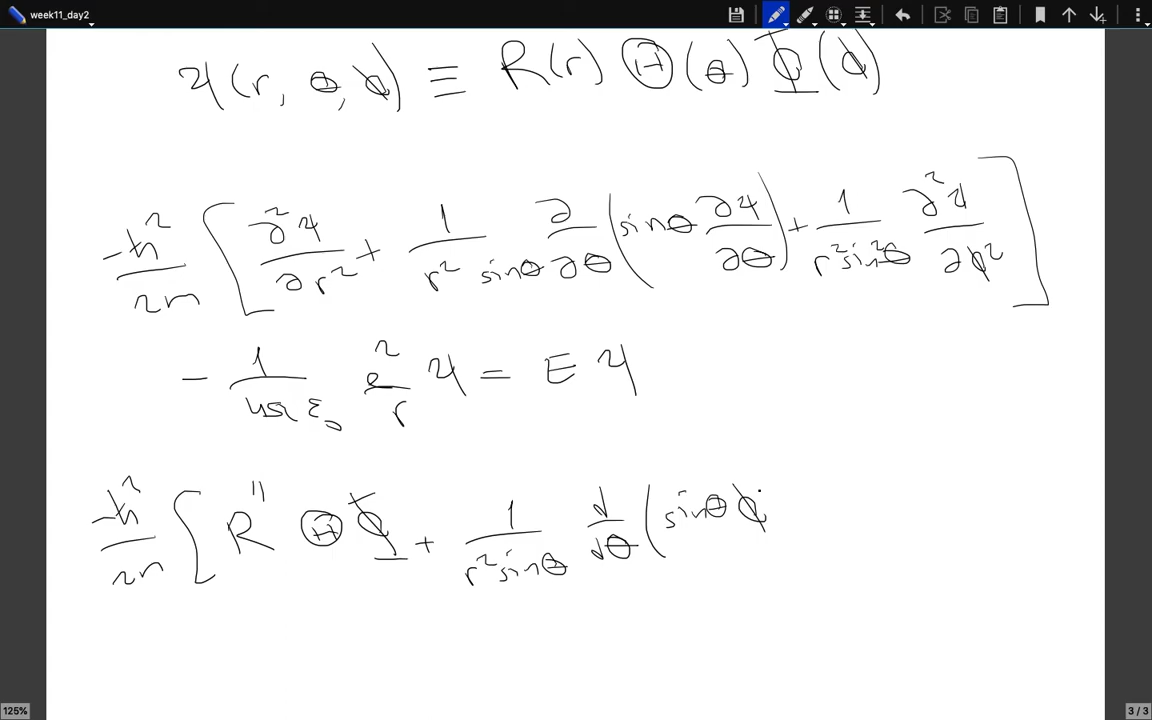 week11_day2
ψ(r, θ, ϕ) ≡ R(r) Θ(θ) Φ(ϕ)
-ħ²/2m [ ∂²ψ/∂r² + 1/(r² sinθ) ∂/∂θ ( sinθ ∂ψ/∂θ ) + 1/(r² sin²θ) ∂²ψ/∂ϕ² ]
- 1/(4πε₀) e²/r ψ = E ψ
-ħ²/2m [ R'' Θ Φ + 1/(r² sinθ) d/dθ ( sinθ ϕ
125%
3 / 3